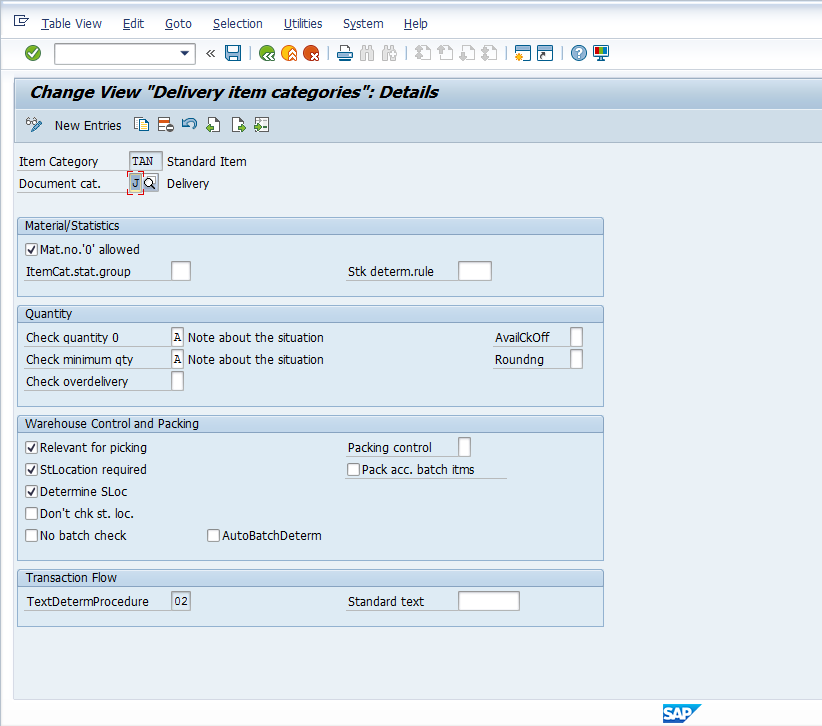 Table View Edit Goto Selection Utilities System Help
Change View "Delivery item categories": Details
New Entries
Item Category TAN Standard Item
Document cat. J Delivery
Material/Statistics
Mat.no.'0' allowed
ItemCat.stat.group Stk determ.rule
Quantity
Check quantity 0 A Note about the situation AvailCkOff
Check minimum qty A Note about the situation Roundng
Check overdelivery
Warehouse Control and Packing
Relevant for picking Packing control
StLocation required Pack acc. batch itms
Determine SLoc
Don't chk st. loc.
No batch check AutoBatchDeterm
Transaction Flow
TextDetermProcedure 02 Standard text
SAP